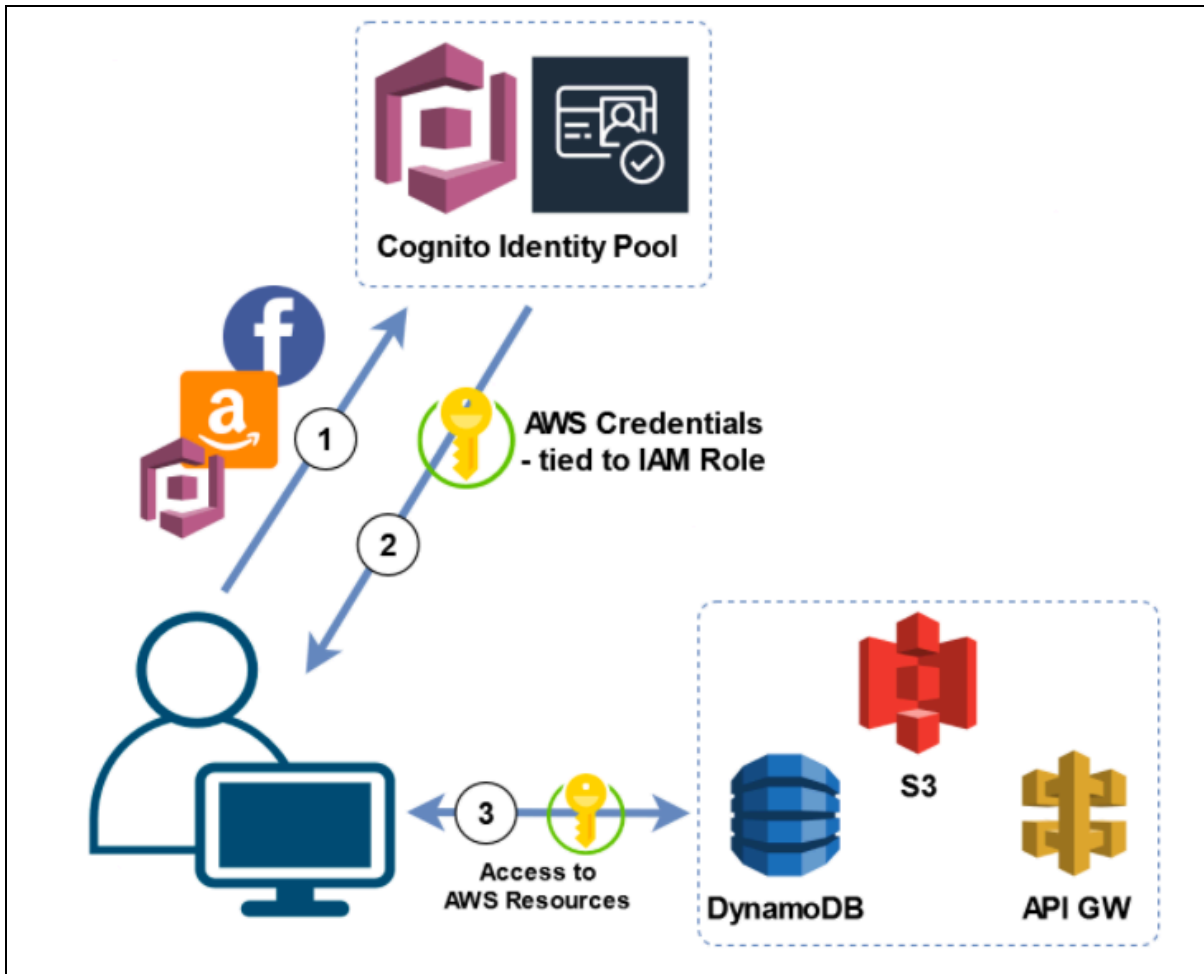 Cognito Identity Pool
f
a
1
AWS Credentials
- tied to IAM Role
2
S3
3
Access to
AWS Resources
DynamoDB
API GW